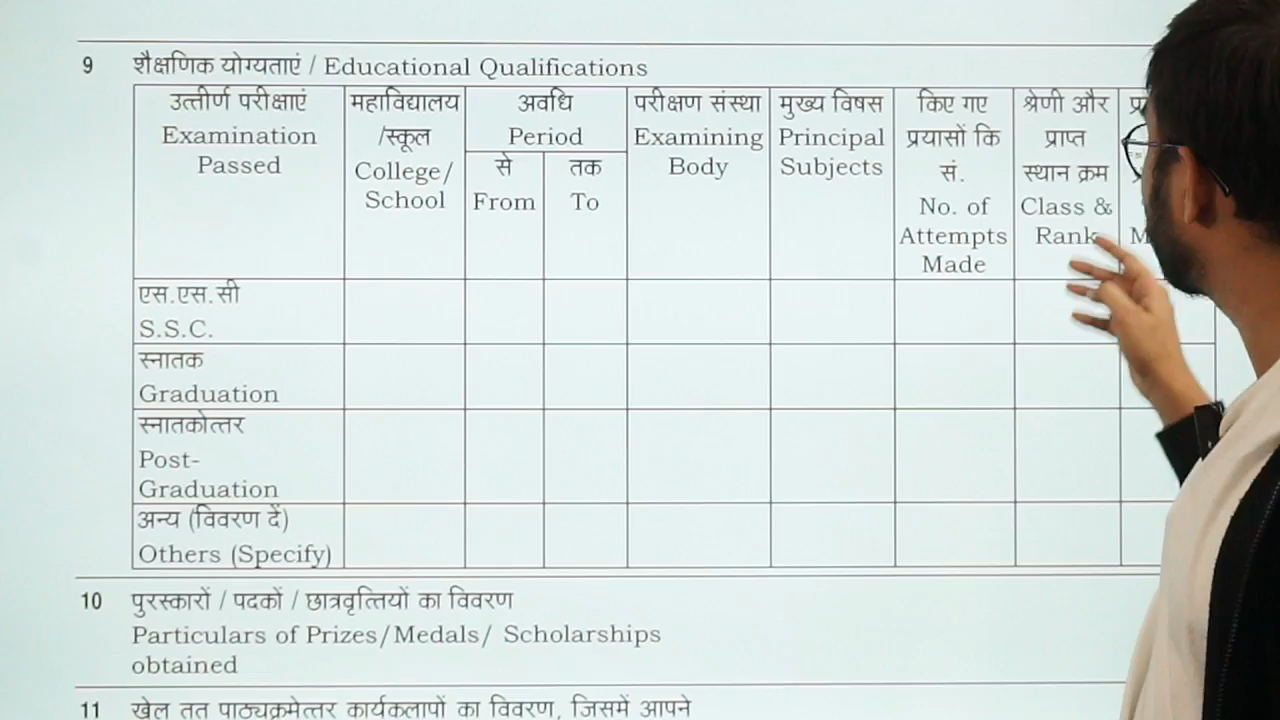 9 शैक्षणिक योग्यताएं / Educational Qualifications
उत्तीर्ण परीक्षाएं
Examination
Passed
महाविद्यालय
/स्कूल
College/
School
अवधि
Period
से
From
तक
To
परीक्षण संस्था
Examining
Body
मुख्य विषस
Principal
Subjects
किए गए
प्रयासों कि
सं.
No. of
Attempts
Made
श्रेणी और
प्राप्त
स्थान क्रम
Class &
Rank
एस.एस.सी
S.S.C.
स्नातक
Graduation
स्नातकोत्तर
Post-
Graduation
अन्य (विवरण दें)
Others (Specify)
10 पुरस्कारों / पदकों / छात्रवृत्तियों का विवरण
Particulars of Prizes/Medals/ Scholarships
obtained
11 खेल तत पाठ्यक्रमेत्तर कार्यकलापों का विवरण, जिसमें आपने